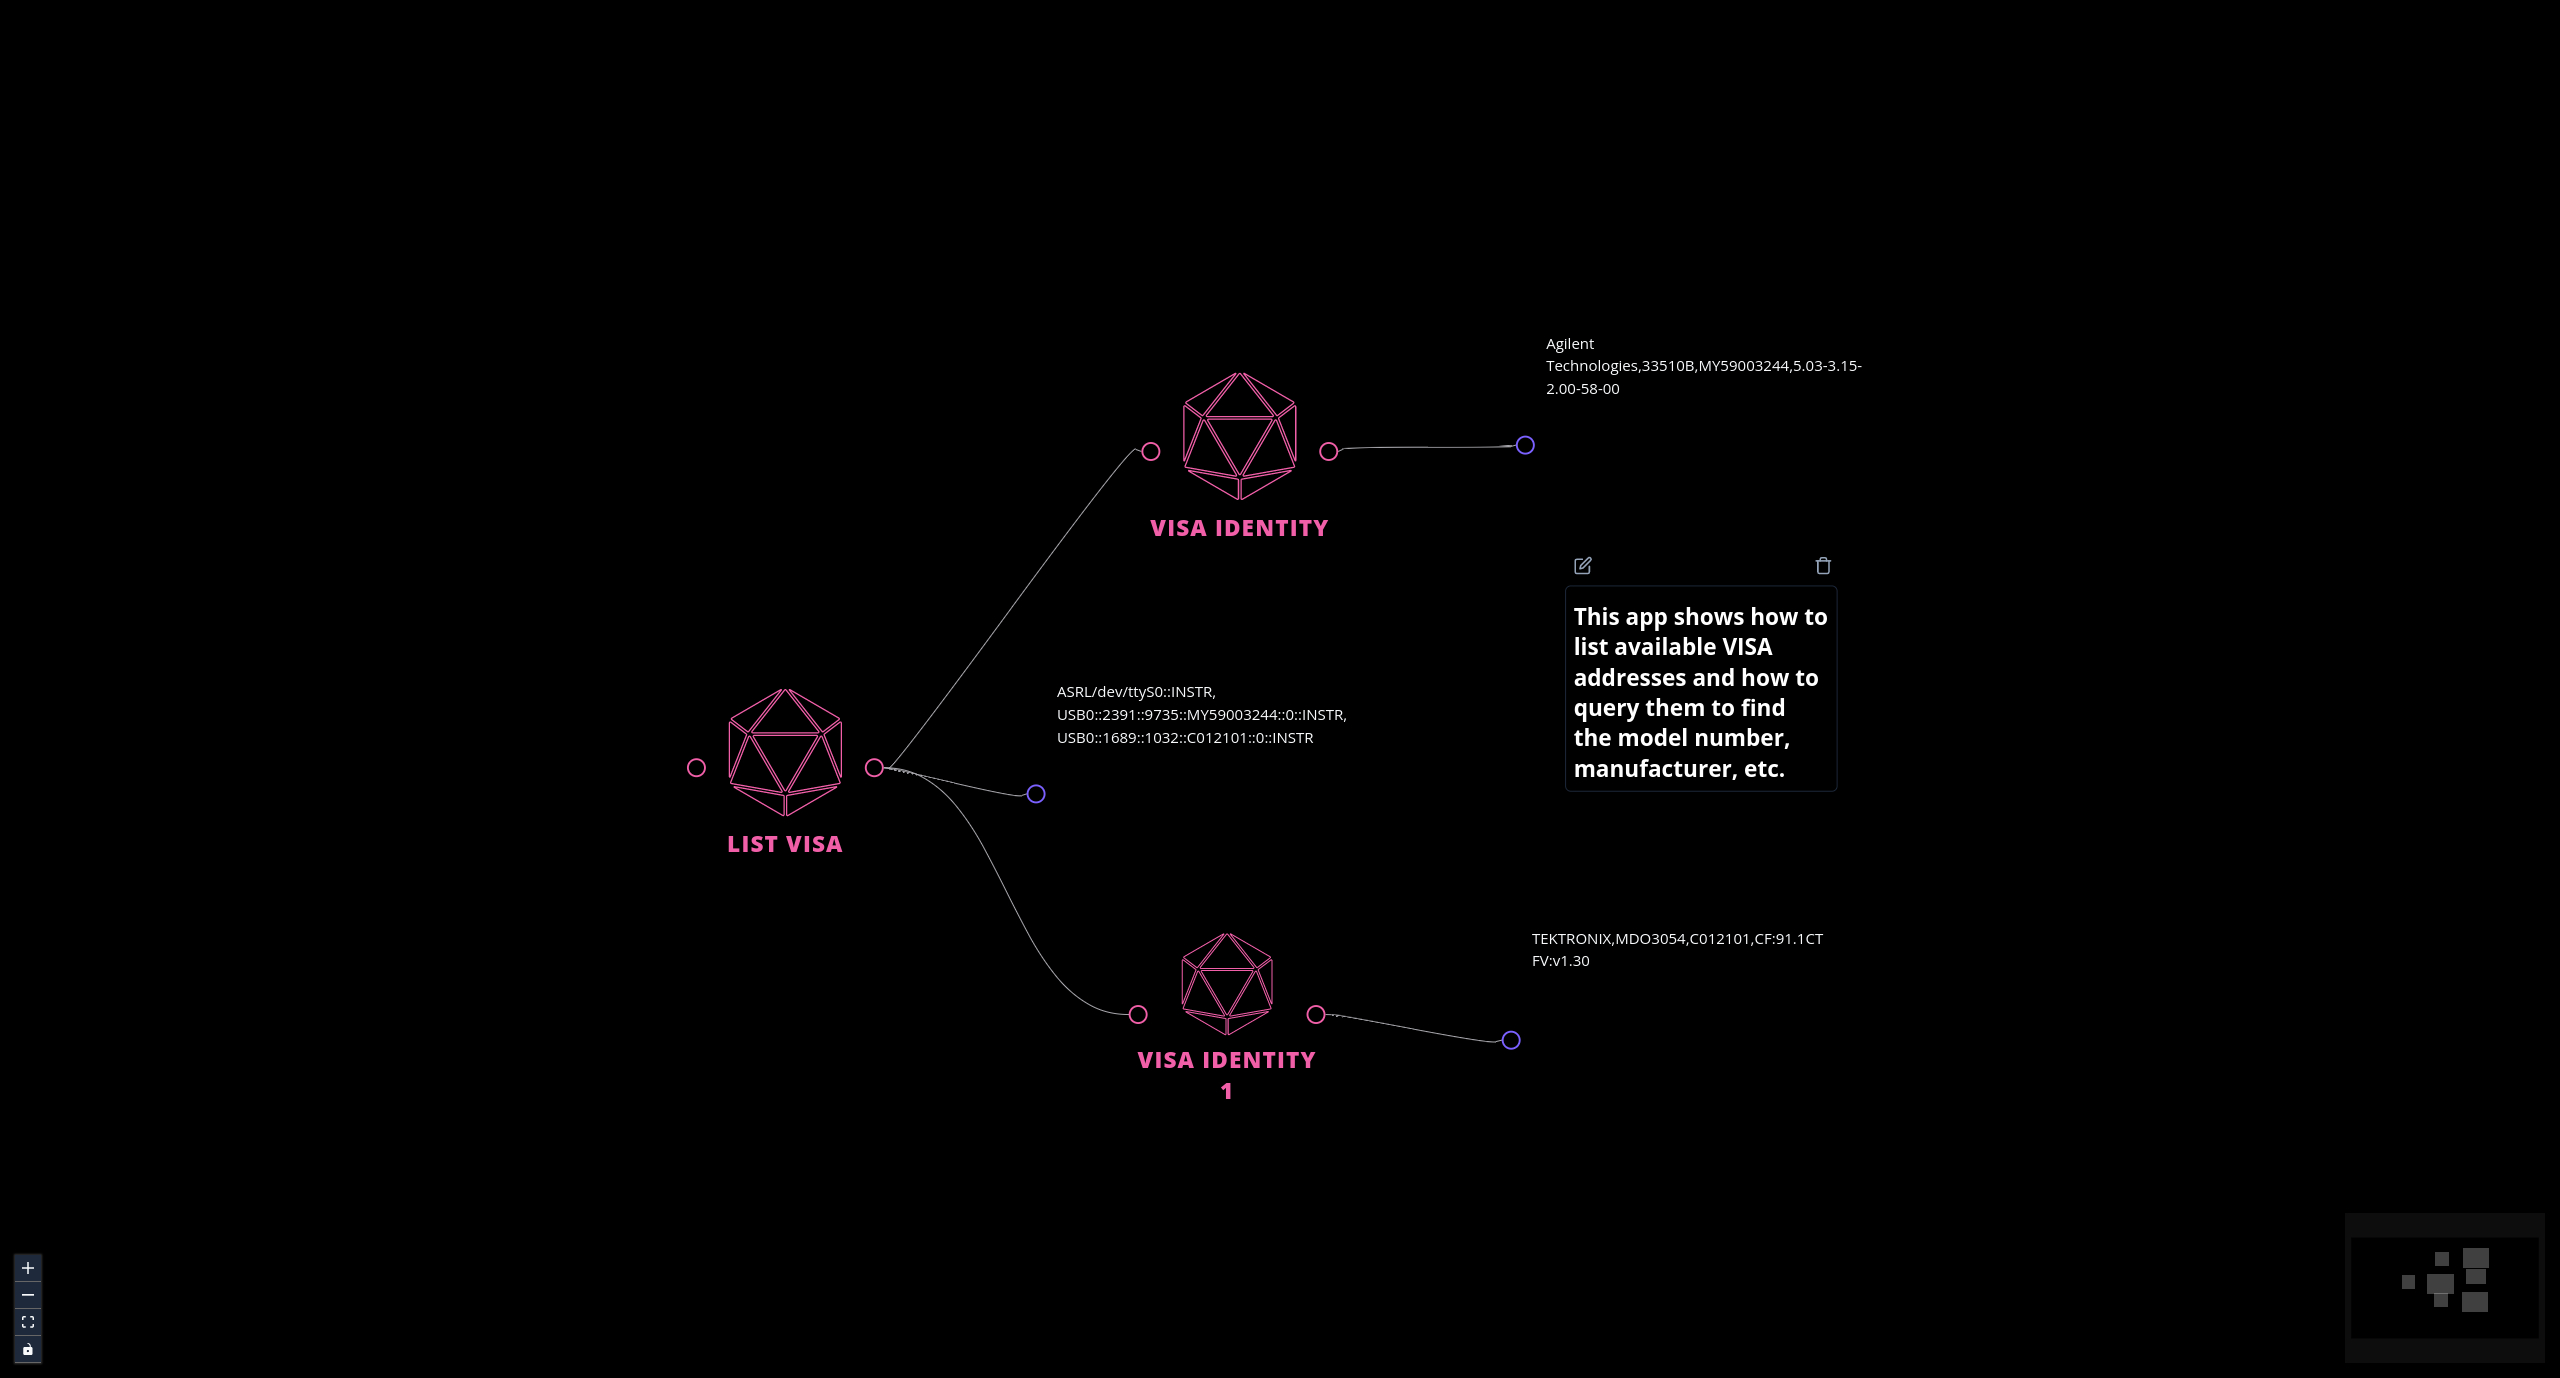 Agilent
Technologies,33510B,MY59003244,5.03-3.15-
2.00-58-00
VISA IDENTITY
This app shows how to
list available VISA
addresses and how to
query them to find
the model number,
manufacturer, etc.
ASRL/dev/ttyS0::INSTR,
USB0::2391::9735::MY59003244::0::INSTR,
USB0::1689::1032::C012101::0::INSTR
LIST VISA
TEKTRONIX,MDO3054,C012101,CF:91.1CT
FV:v1.30
VISA IDENTITY
1